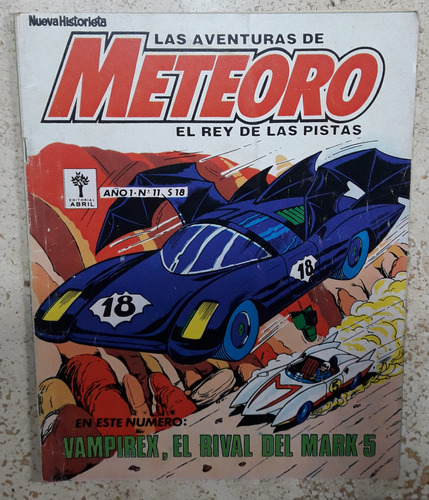 Nueva Historieta
LAS AVENTURAS DE
METEORO
EL REY DE LAS PISTAS
EDITORIAL
ABRIL
AÑO 1 - Nº 11, $ 18
18
18
5
EN ESTE NUMERO:
VAMPIREX, EL RIVAL DEL MARK 5